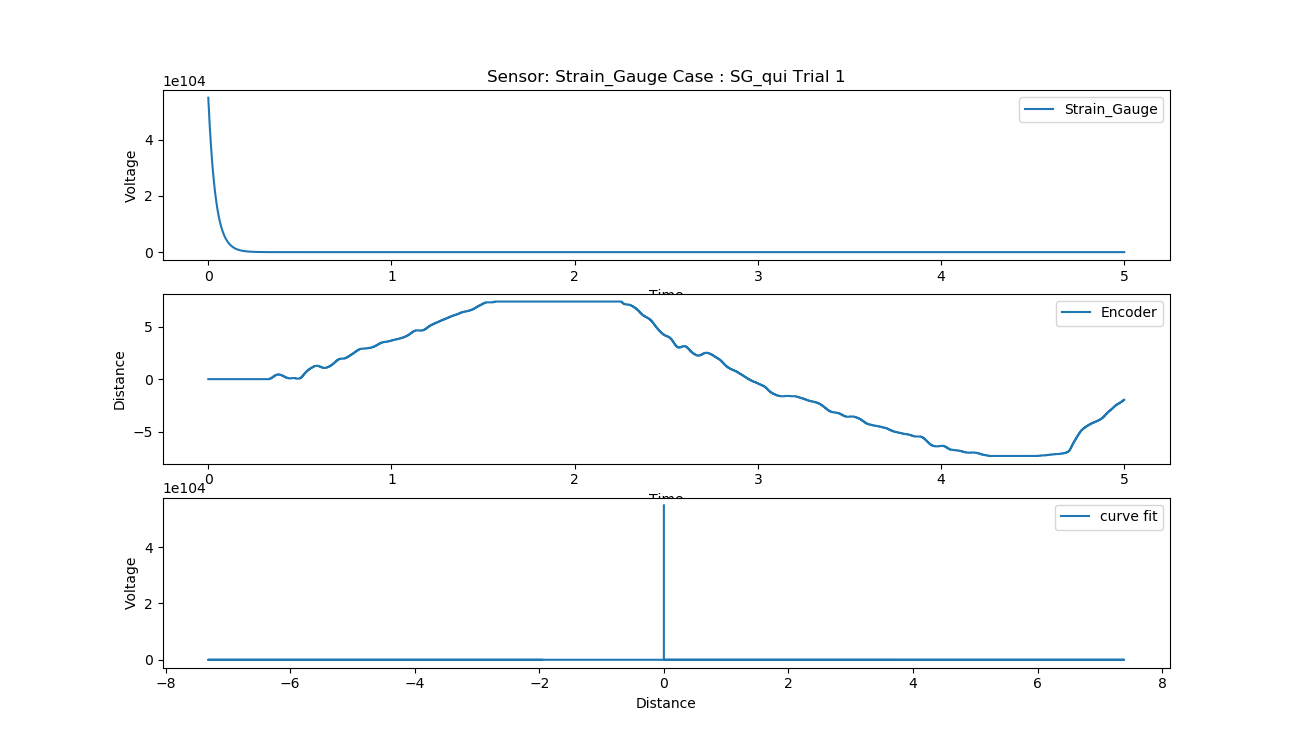 Sensor: Strain_Gauge Case : SG_qui Trial 1
1e104
Strain_Gauge
Voltage
4
2
0
0 1 2 3 4 5
Time
Encoder
Distance
5
0
−5
0 1 2 3 4 5
Time
1e104
curve fit
Voltage
4
2
0
−8 −6 −4 −2 0 2 4 6 8
Distance